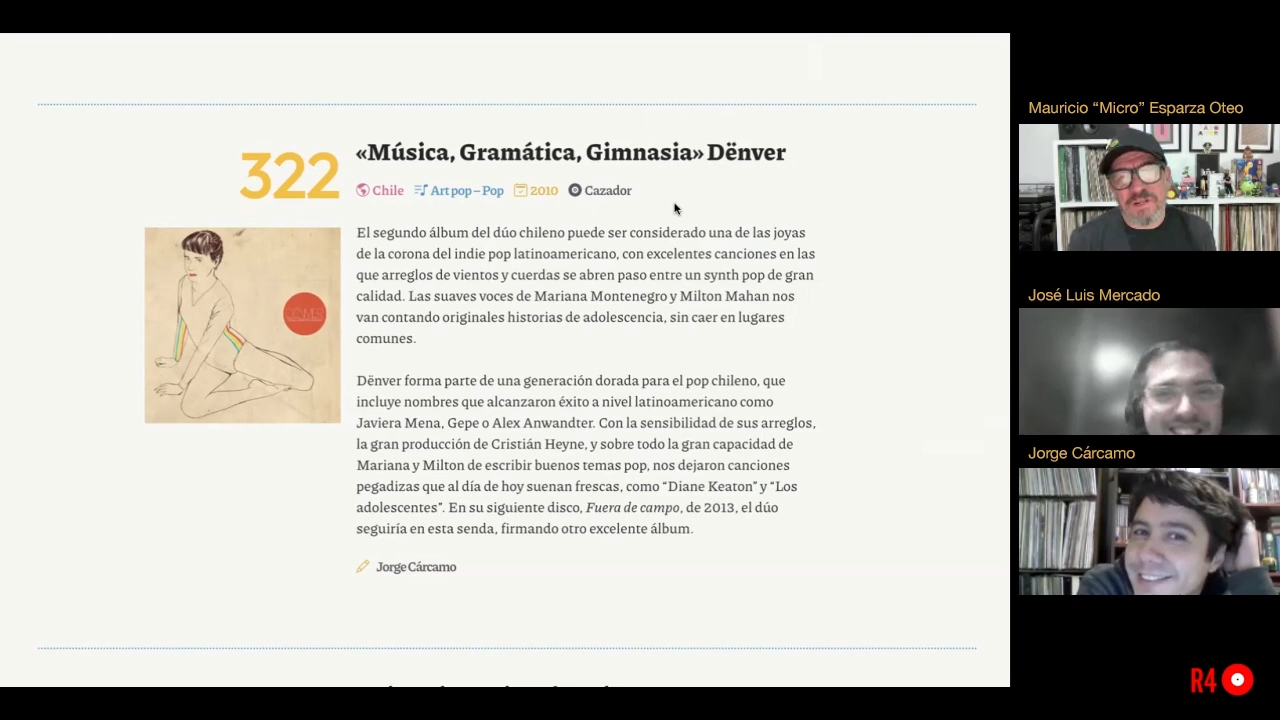 322
«Música, Gramática, Gimnasia» Dënver
Chile Art pop – Pop 2010 Cazador
El segundo álbum del dúo chileno puede ser considerado una de las joyas
de la corona del indie pop latinoamericano, con excelentes canciones en las
que arreglos de vientos y cuerdas se abren paso entre un synth pop de gran
calidad. Las suaves voces de Mariana Montenegro y Milton Mahan nos
van contando originales historias de adolescencia, sin caer en lugares
comunes.
Dënver forma parte de una generación dorada para el pop chileno, que
incluye nombres que alcanzaron éxito a nivel latinoamericano como
Javiera Mena, Gepe o Alex Anwandter. Con la sensibilidad de sus arreglos,
la gran producción de Cristián Heyne, y sobre todo la gran capacidad de
Mariana y Milton de escribir buenos temas pop, nos dejaron canciones
pegadizas que al día de hoy suenan frescas, como “Diane Keaton” y “Los
adolescentes”. En su siguiente disco, Fuera de campo, de 2013, el dúo
seguiría en esta senda, firmando otro excelente álbum.
Jorge Cárcamo
Mauricio “Micro” Esparza Oteo
José Luis Mercado
Jorge Cárcamo
R4